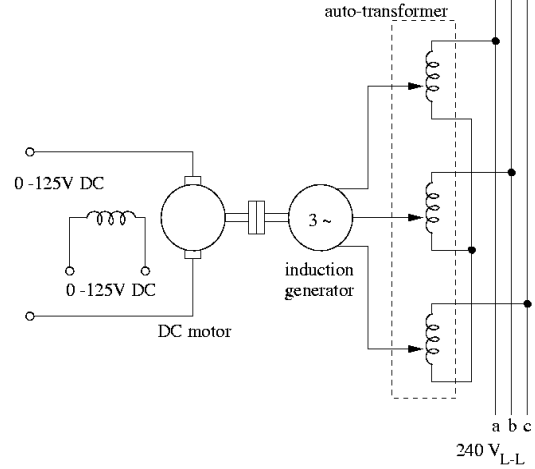 auto-transformer
0 -125V DC
3 ~
0 -125V DC
induction
generator
DC motor
a b c
240 V L-L